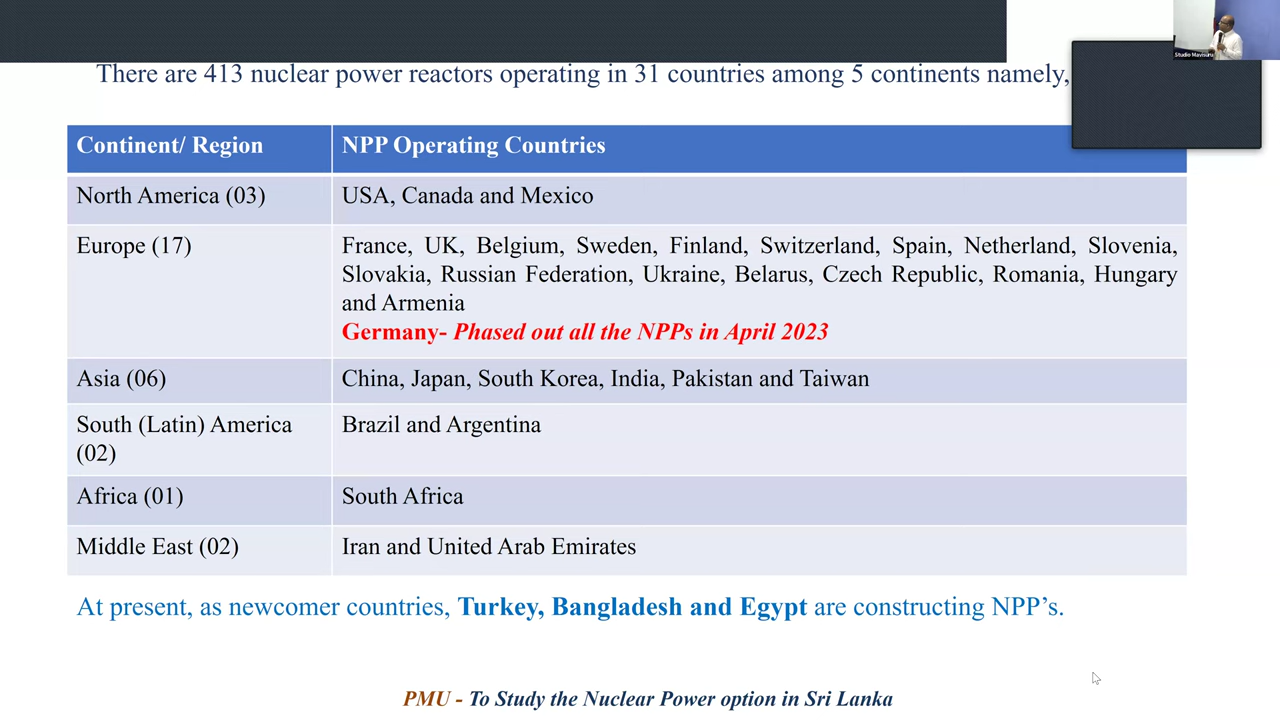 There are 413 nuclear power reactors operating in 31 countries among 5 continents namely,
Continent/ Region
NPP Operating Countries
North America (03)
USA, Canada and Mexico
Europe (17)
France, UK, Belgium, Sweden, Finland, Switzerland, Spain, Netherland, Slovenia,
Slovakia, Russian Federation, Ukraine, Belarus, Czech Republic, Romania, Hungary
and Armenia
Germany- Phased out all the NPPs in April 2023
Asia (06)
China, Japan, South Korea, India, Pakistan and Taiwan
South (Latin) America
(02)
Brazil and Argentina
Africa (01)
South Africa
Middle East (02)
Iran and United Arab Emirates
At present, as newcomer countries, Turkey, Bangladesh and Egypt are constructing NPP’s.
PMU - To Study the Nuclear Power option in Sri Lanka